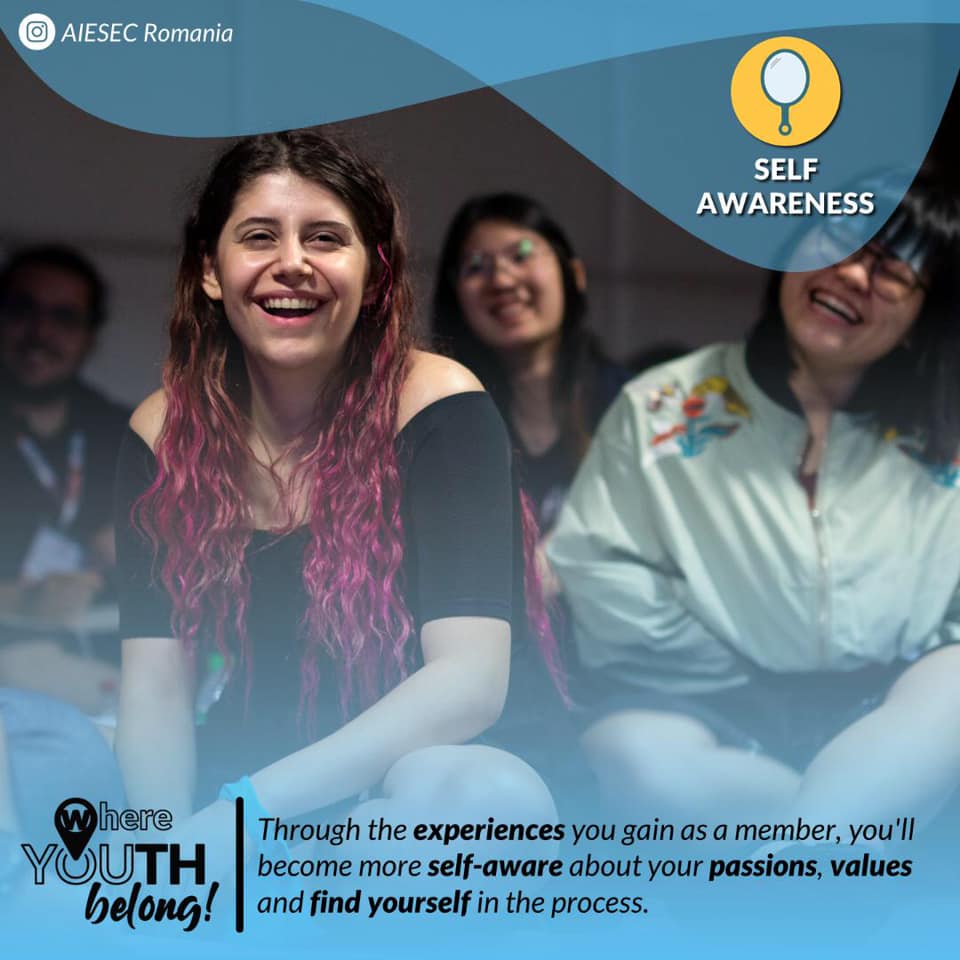 AIESEC Romania
SELF
AWARENESS
Where
YOUTH
belong!
Through the experiences you gain as a member, you'll
become more self-aware about your passions, values
and find yourself in the process.